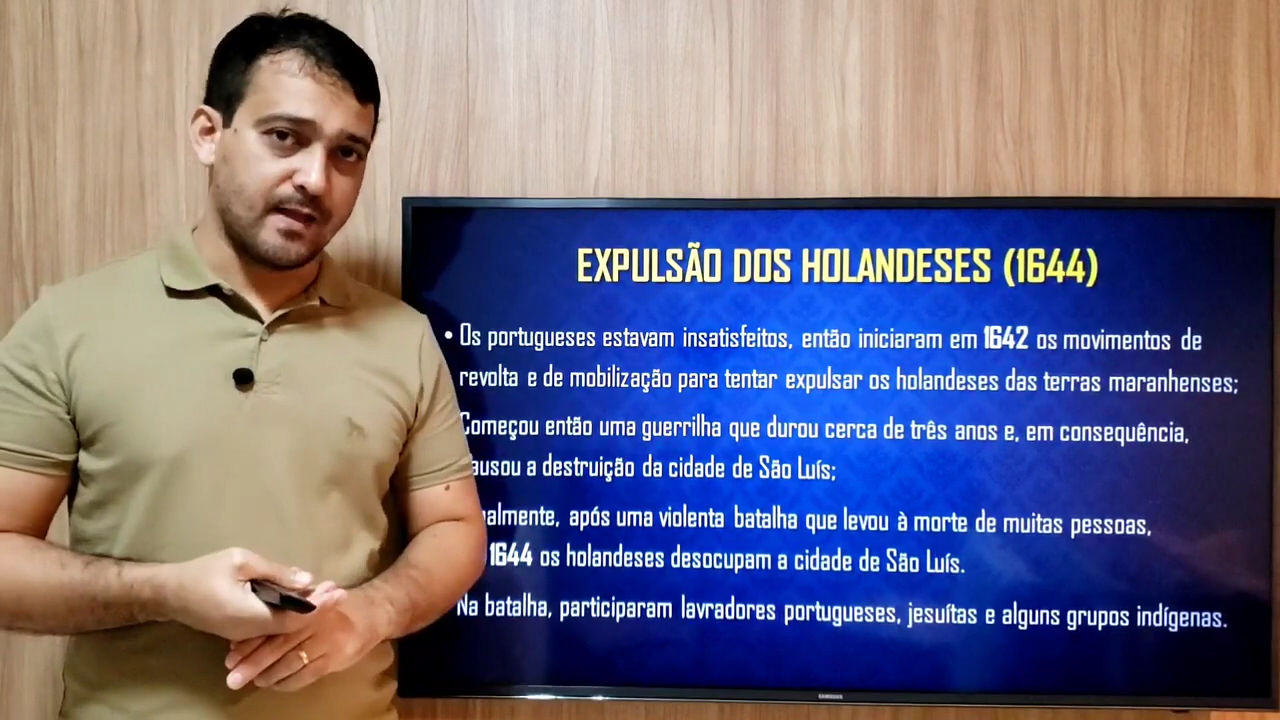 EXPULSÃO DOS HOLANDESES (1644)
• Os portugueses estavam insatisfeitos, então iniciaram em 1642 os movimentos de
revolta e de mobilização para tentar expulsar os holandeses das terras maranhenses;
Começou então uma guerrilha que durou cerca de três anos e, em consequência,
causou a destruição da cidade de São Luís;
após uma violenta batalha que levou à morte de muitas pessoas,
1644 os holandeses desocupam a cidade de São Luís.
Na batalha, participaram lavradores portugueses, jesuítas e alguns grupos indígenas.
SAMSUNG